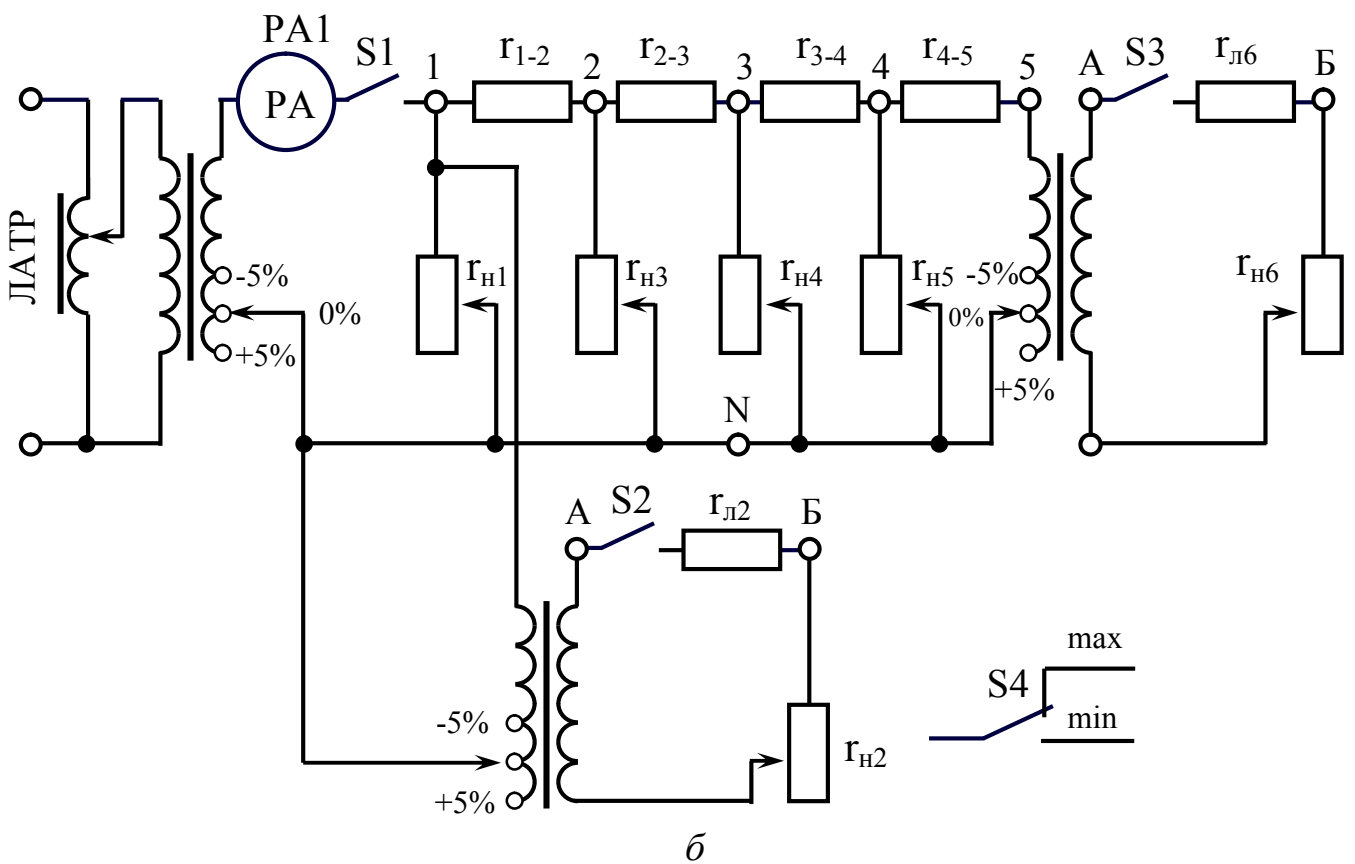 PA1
S1
r1-2
r2-3
r3-4
r4-5
S3
rл6
1
2
3
4
5
А
Б
PA
ЛАТР
-5%
0%
+5%
rн1
rн3
rн4
rн5
-5%
0%
+5%
rн6
N
А
S2
rл2
Б
-5%
+5%
rн2
S4
max
min
б